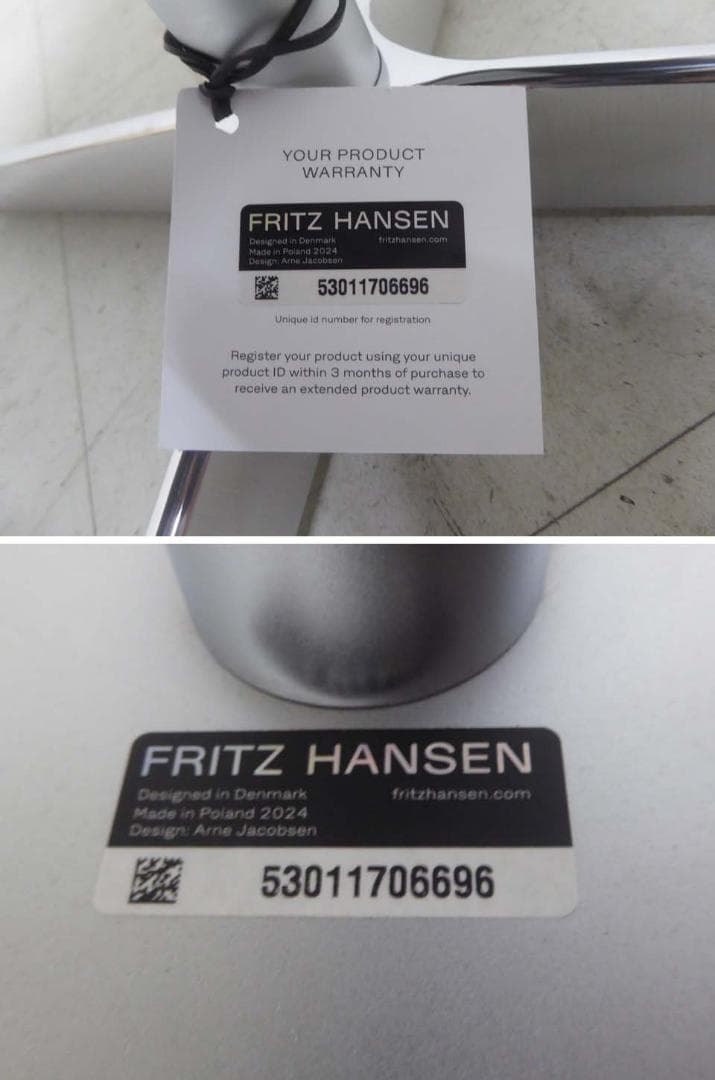 YOUR PRODUCT
WARRANTY
FRITZ HANSEN
Designed in Denmark fritzhansen.com
Made in Poland 2024
Design: Arne Jacobsen
53011706696
Unique id number for registration
Register your product using your unique
product ID within 3 months of purchase to
receive an extended product warranty.
FRITZ HANSEN
Designed in Denmark fritzhansen.com
Made in Poland 2024
Design: Arne Jacobsen
53011706696